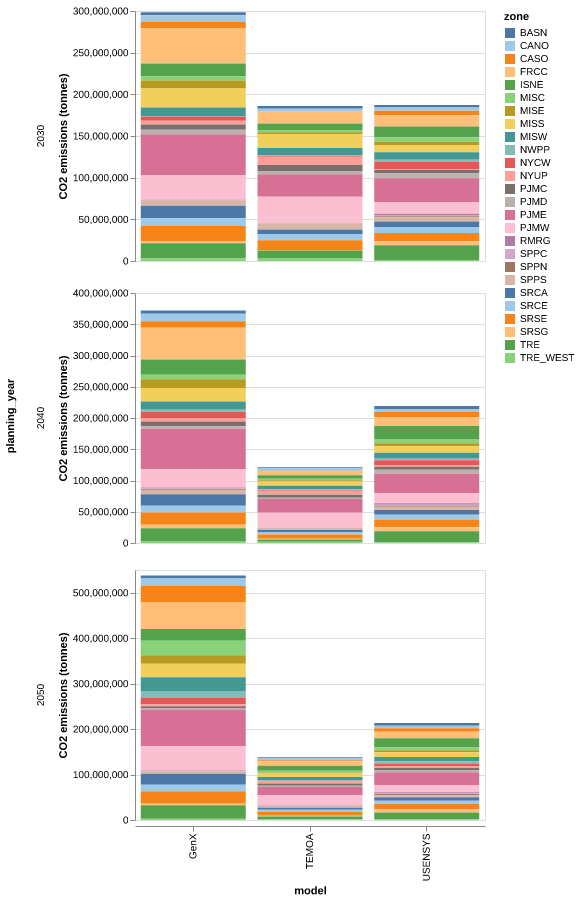 zone
BASN
CANO
CASO
FRCC
ISNE
MISC
MISE
MISS
MISW
NWPP
NYCW
NYUP
PJMC
PJMD
PJME
PJMW
RMRG
SPPC
SPPN
SPPS
SRCA
SRCE
SRSE
SRSG
TRE
TRE_WEST
planning_year
2030
CO2 emissions (tonnes)
300,000,000
250,000,000
200,000,000
150,000,000
100,000,000
50,000,000
0
2040
CO2 emissions (tonnes)
400,000,000
350,000,000
300,000,000
250,000,000
200,000,000
150,000,000
100,000,000
50,000,000
0
2050
CO2 emissions (tonnes)
500,000,000
400,000,000
300,000,000
200,000,000
100,000,000
0
GenX
TEMOA
USENSYS
model